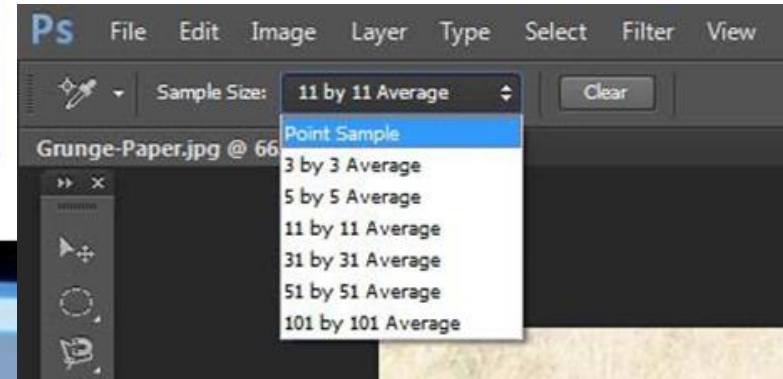 Ps File Edit Image Layer Type Select Filter View
Sample Size: 11 by 11 Average Clear
Grunge-Paper.jpg @ 66
Point Sample
3 by 3 Average
5 by 5 Average
11 by 11 Average
31 by 31 Average
51 by 51 Average
101 by 101 Average